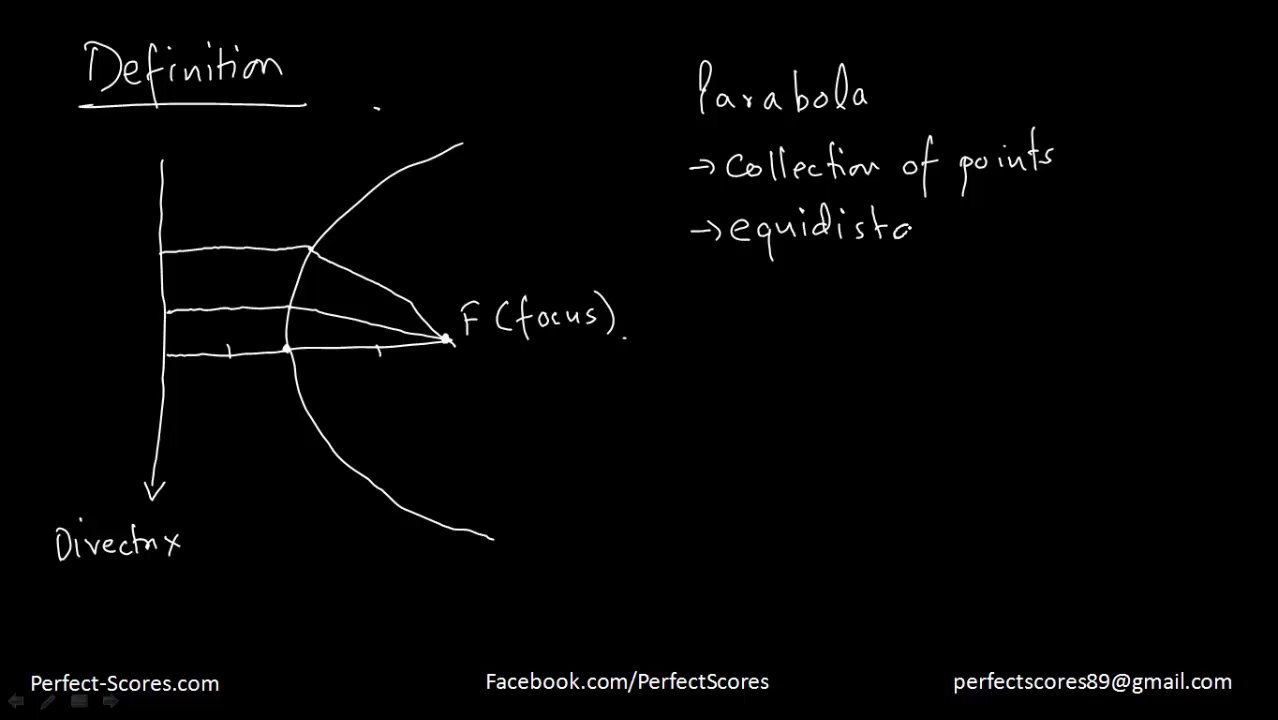 Definition
Parabola
→ Collection of points
→ equidista
F (focus).
Directrix
Perfect-Scores.com
Facebook.com/PerfectScores
perfectscores89@gmail.com